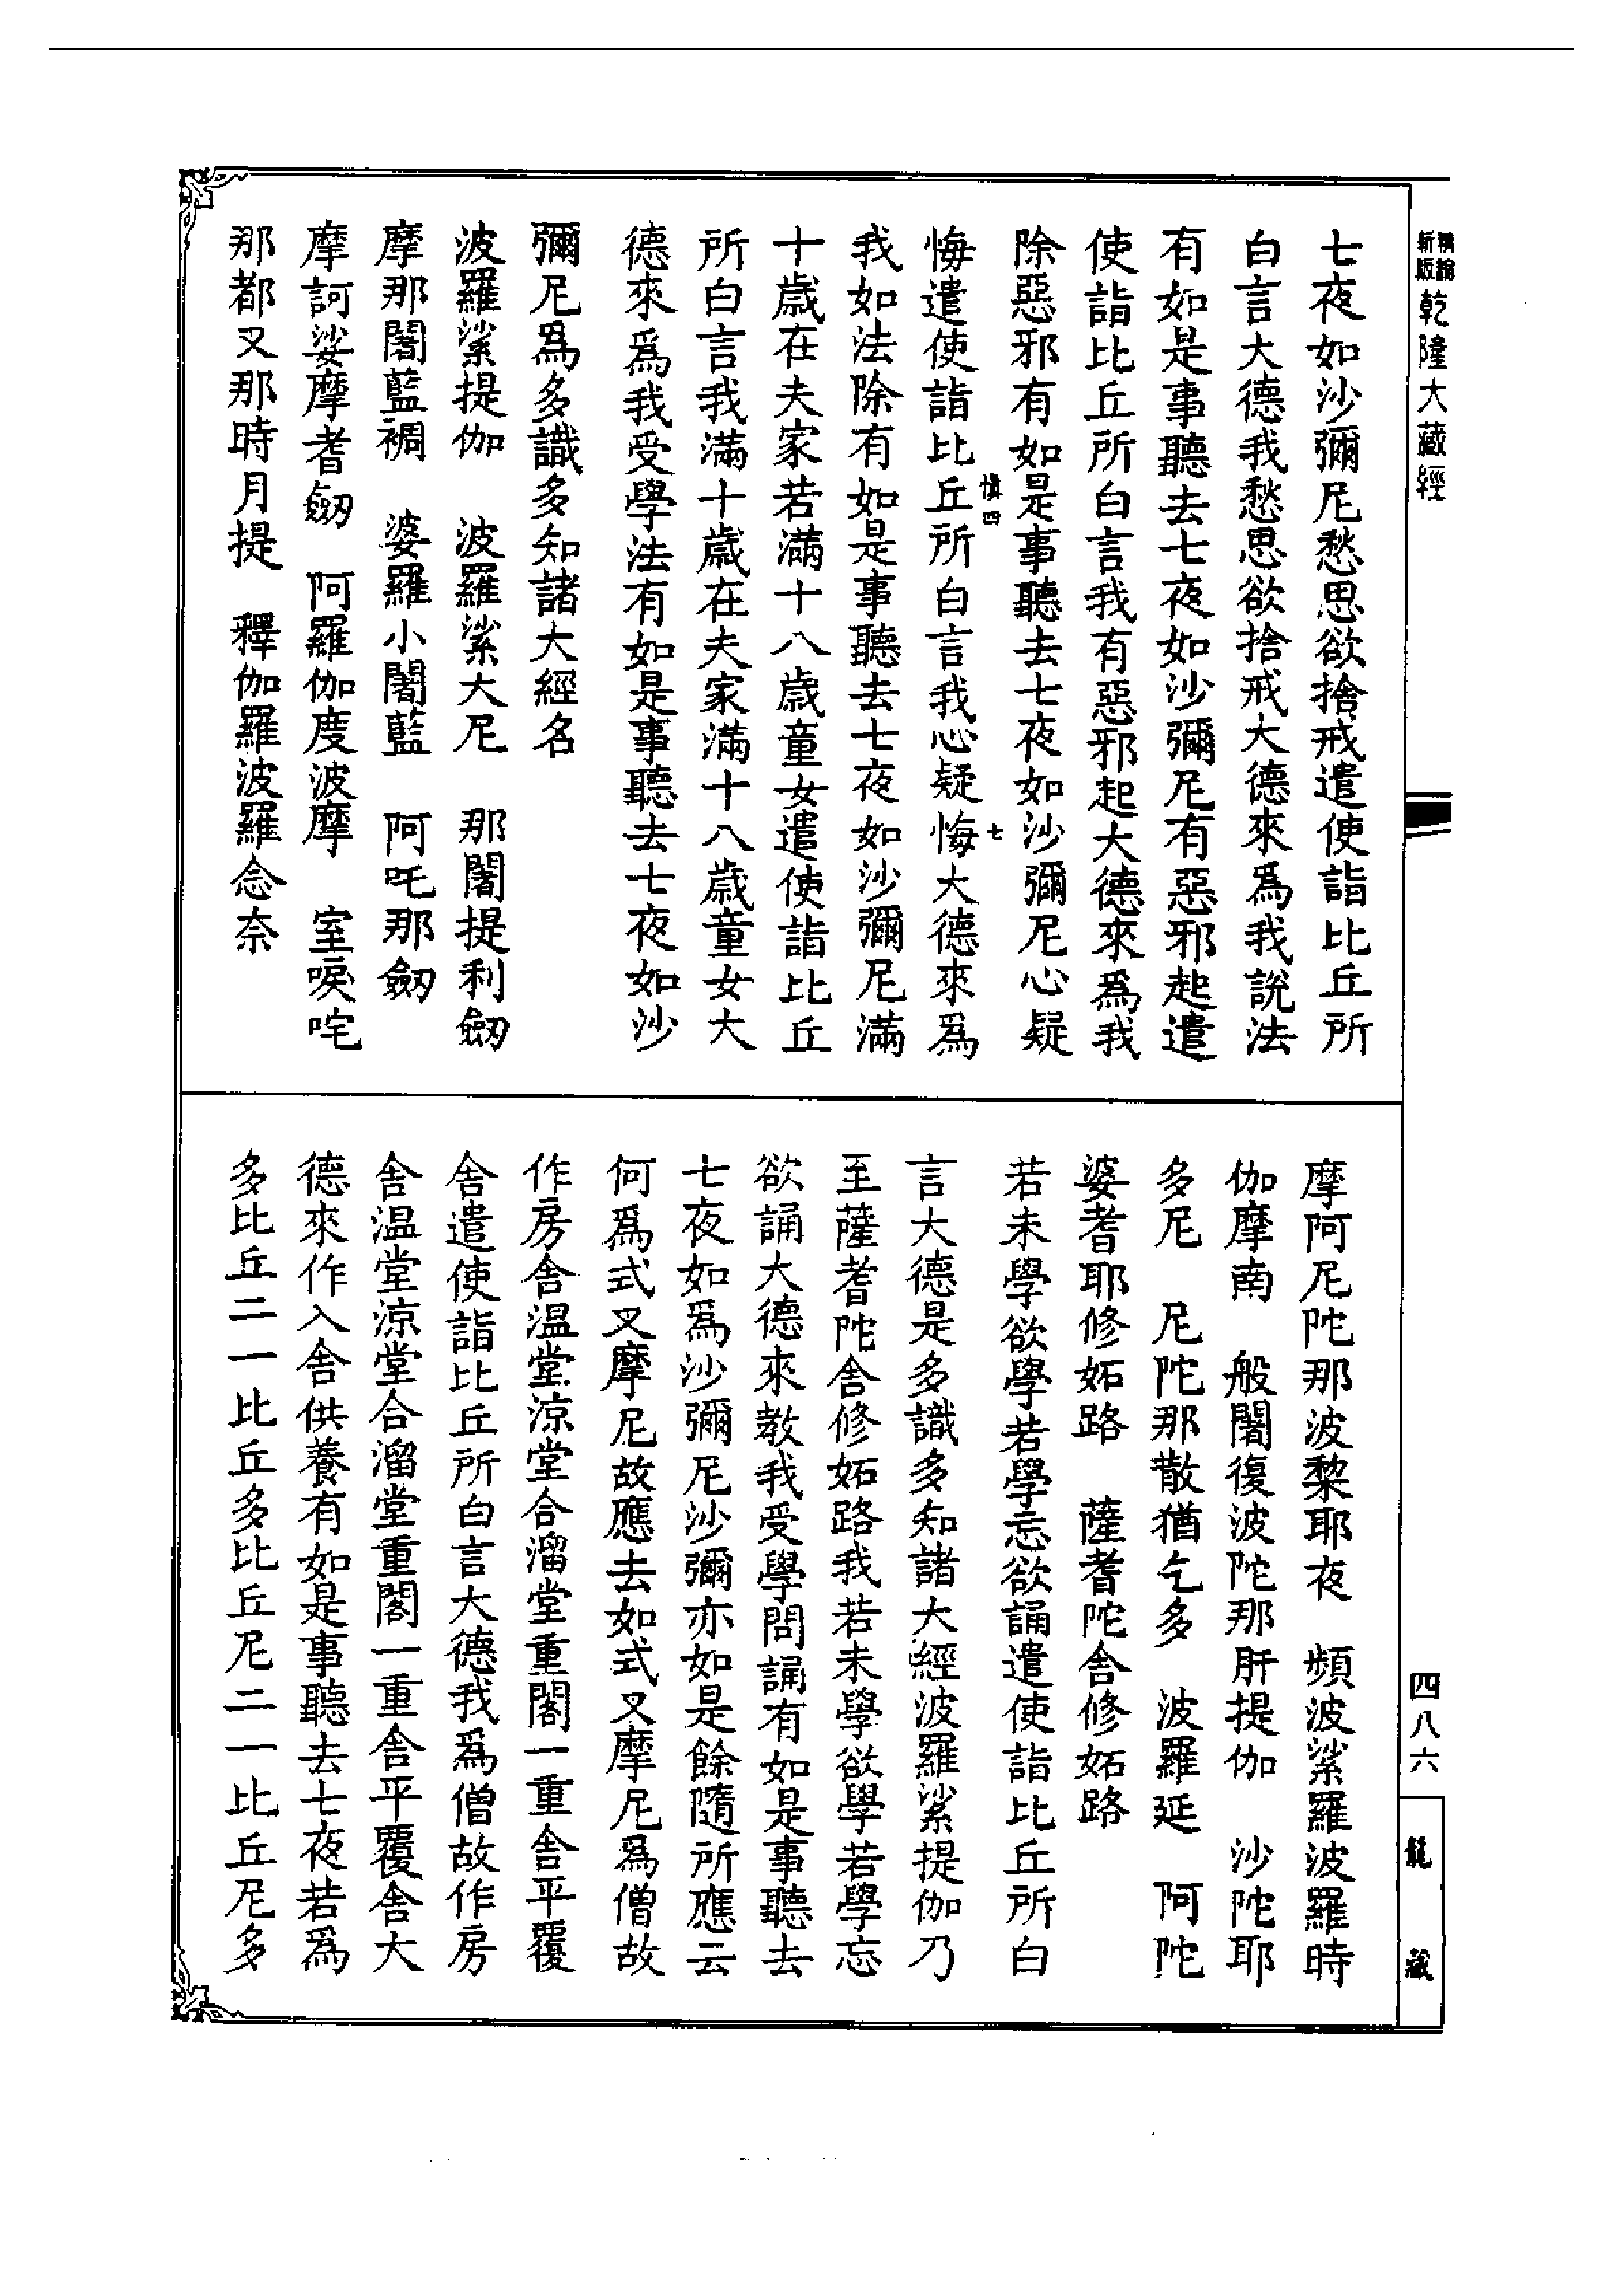 新版
乾隆大藏經
七夜如沙彌尼愁思欲捨戒遣使詣比丘所
白言大德我愁思欲捨戒大德來爲我說法
有如是事聽去七夜如沙彌尼有惡邪起遣
使詣比丘所白言我有惡邪起大德來爲我
除惡邪有如是事聽去七夜如沙彌尼心疑
慎四
七
悔遣使詣比丘所白言我心疑悔大德來爲
我如法除有如是事聽去七夜如沙彌尼滿
十歲在夫家若滿十八歲童女遣使詣比丘
所白言我滿十歲在夫家滿十八歲童女大
德來爲我受學法有如是事聽去七夜如沙
彌尼爲多識多知諸大經名
波羅㲚提伽 波羅㲚大尼 那闍提利劒
摩那闍藍裯 婆羅小闍藍 阿吒那劒
摩訶娑摩耆劒 阿羅伽度波摩 室唳咤
那都叉那時月提 釋伽羅波羅念奈
摩阿尼陀那波黎耶夜 頻波㲚羅波羅時
伽摩南 般闍復波陀那肝提伽 沙陀耶
多尼 尼陀那散猶乞多 波羅延 阿陀
婆耆耶修妬路 薩耆陀舍修妬路
若未學欲學若學忘欲誦遣使詣比丘所白
言大德是多識多知諸大經波羅㲚提伽乃
至薩耆陀舍修妬路我若未學欲學若學忘
欲誦大德來教我受學問誦有如是事聽去
七夜如爲沙彌尼沙彌亦如是餘隨所應云
何爲式叉摩尼故應去如式叉摩尼爲僧故
作房舍温堂涼堂合溜堂重閣一重舍平覆
舍遣使詣比丘所白言大德我爲僧故作房
舍温堂涼堂合溜堂重閣一重舍平覆舍大
德來作入舍供養有如是事聽去七夜若爲
多比丘二一比丘多比丘尼二一比丘尼多
四八六
龍藏